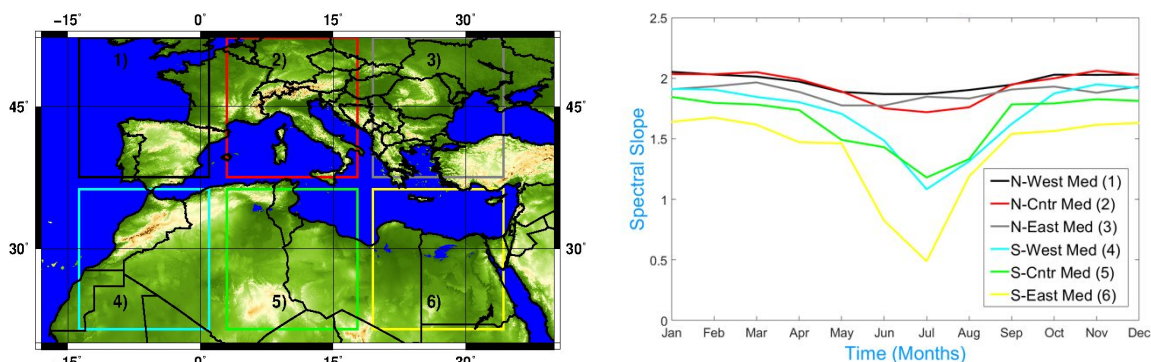 −15° 0° 15° 30°
1) 2) 3)
45° 45°
30° 30°
4) 5) 6)
−15° 0° 15° 30°
2.5
2
1.5
1
0.5
0
Spectral Slope
N-West Med (1)
N-Cntr Med (2)
N-East Med (3)
S-West Med (4)
S-Cntr Med (5)
S-East Med (6)
Jan Feb Mar Apr May Jun Jul Aug Sep Oct Nov Dec
Time (Months)